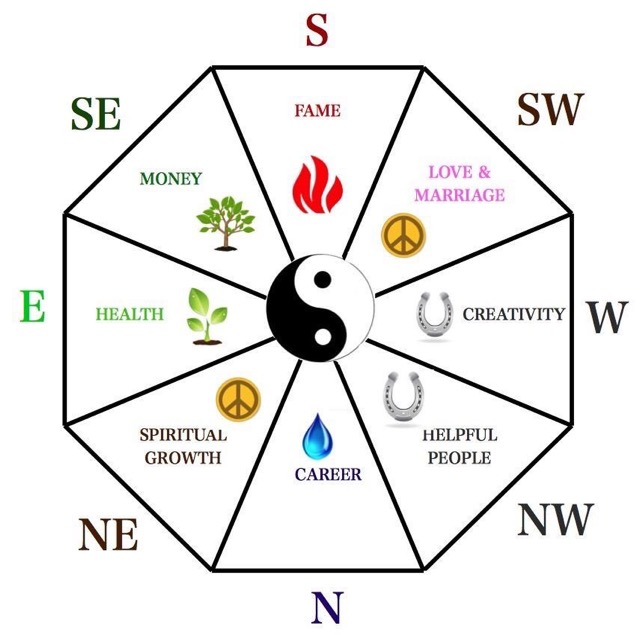 S
SE
SW
FAME
MONEY
LOVE &
MARRIAGE
E
HEALTH
CREATIVITY
W
SPIRITUAL
GROWTH
CAREER
HELPFUL
PEOPLE
NE
NW
N